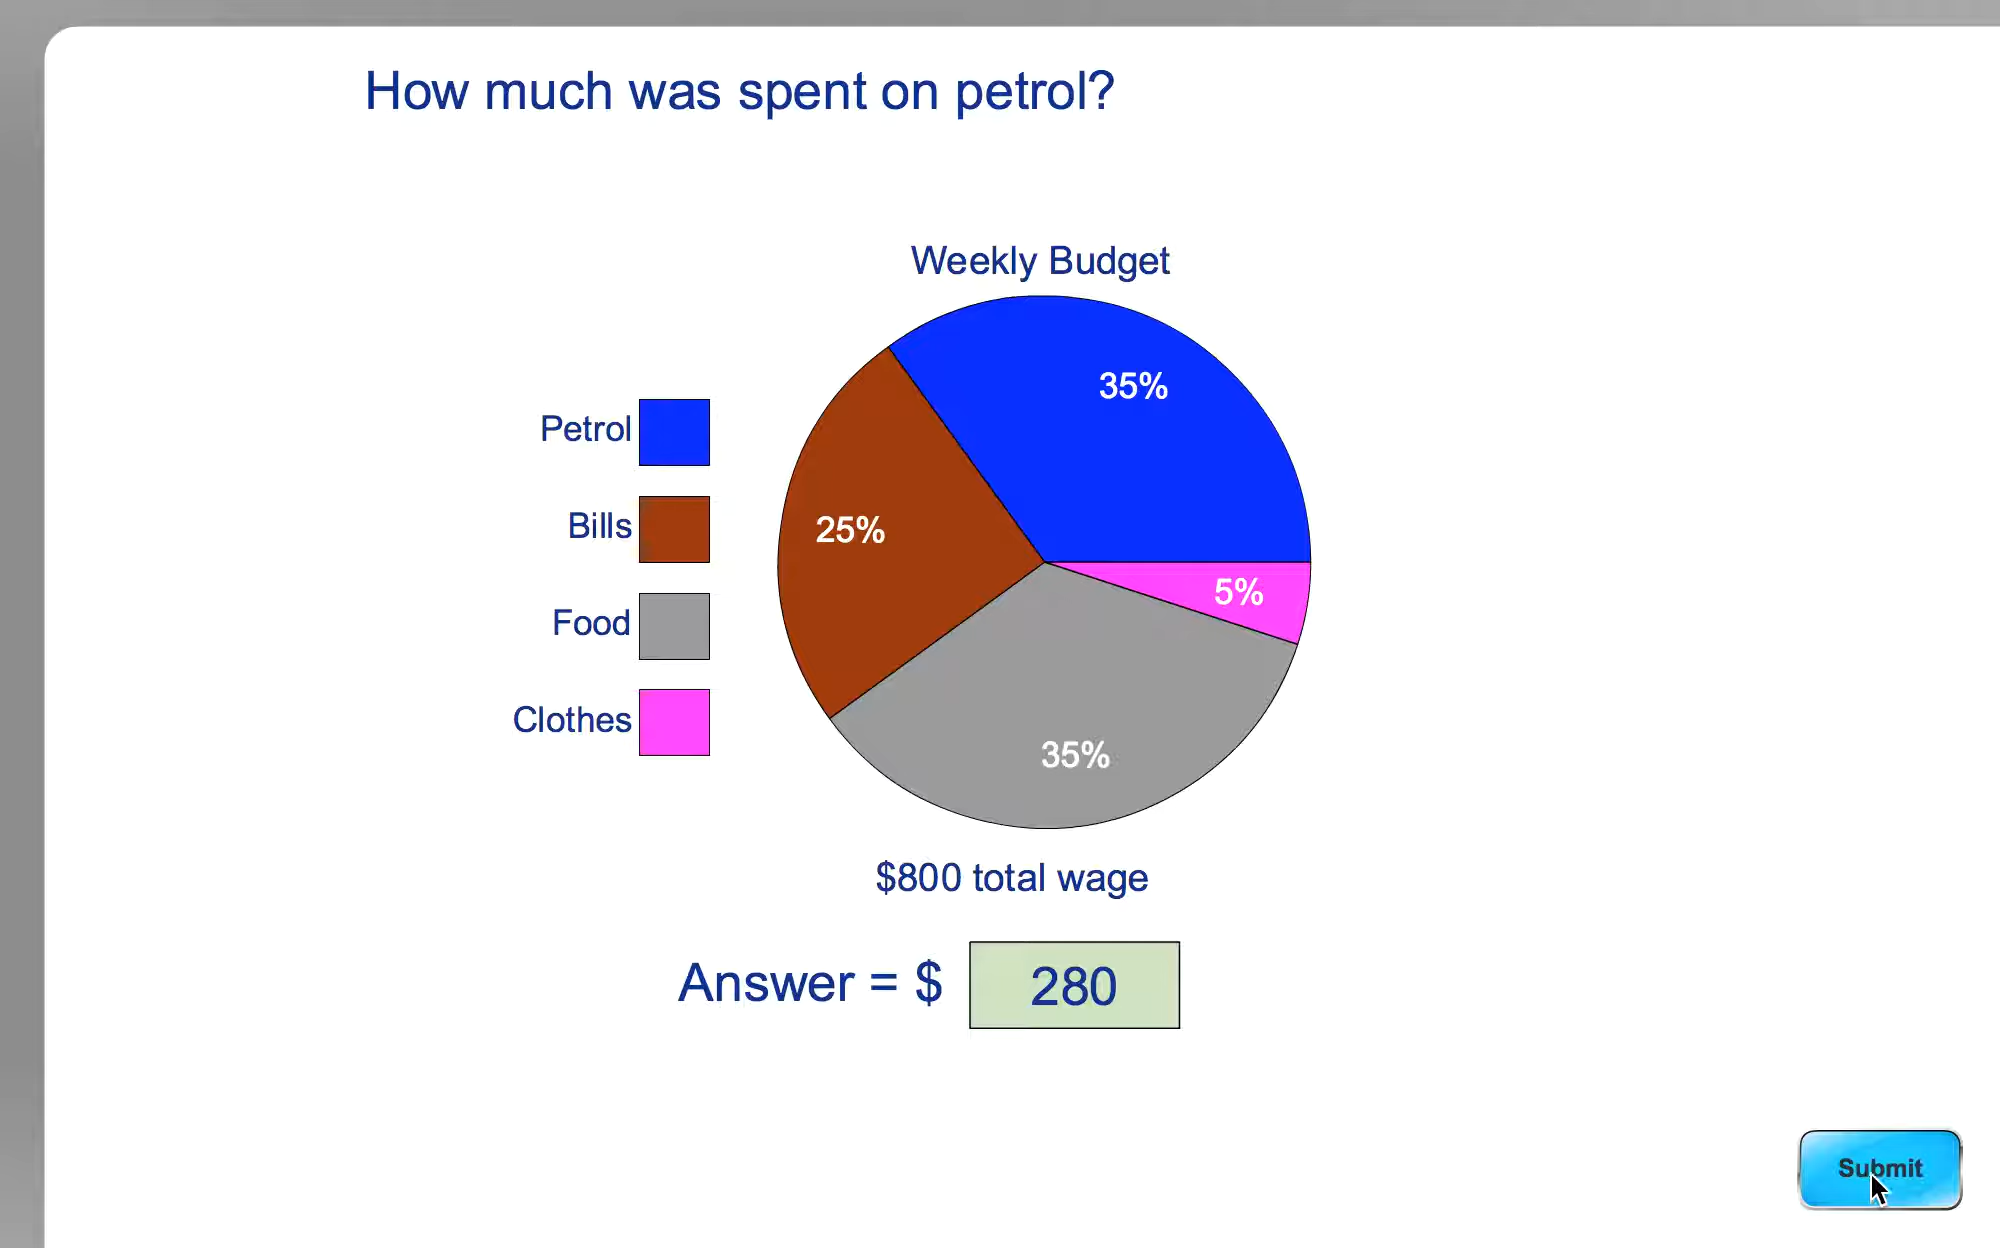 How much was spent on petrol?
Weekly Budget
35%
Petrol
25%
Bills
5%
Food
Clothes
35%
$800 total wage
Answer = $ 280
Submit